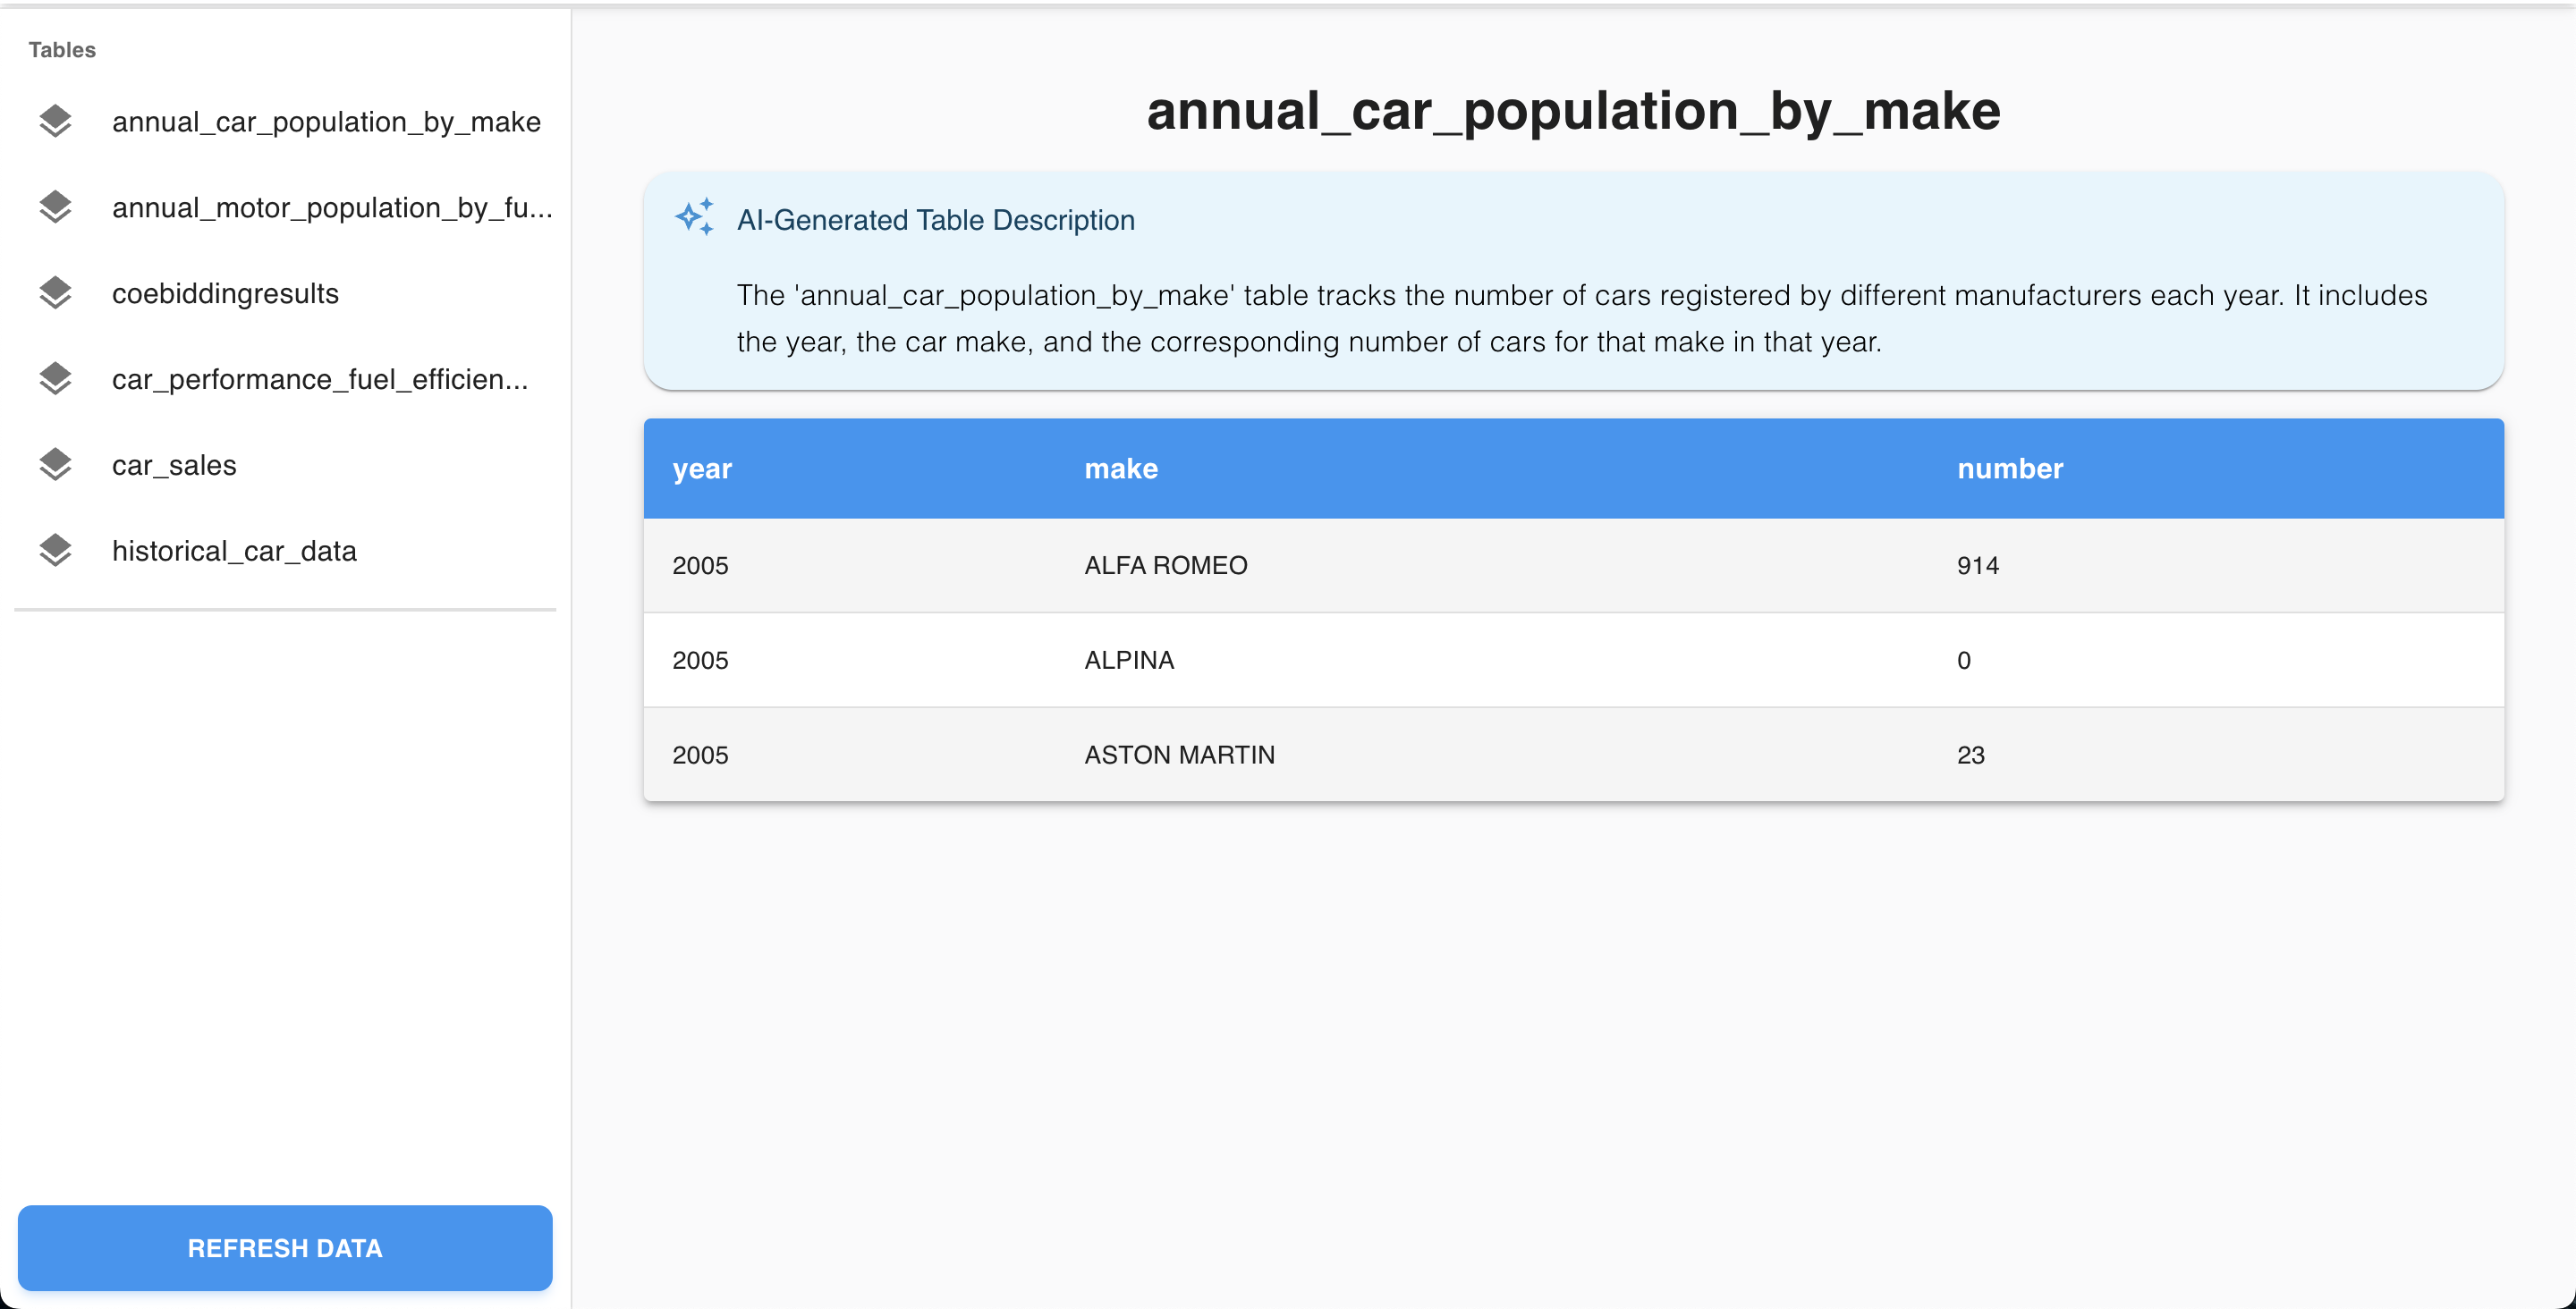 Tables
annual_car_population_by_make
annual_motor_population_by_fu...
coebiddingresults
car_performance_fuel_efficien...
car_sales
historical_car_data
REFRESH DATA
annual_car_population_by_make
AI-Generated Table Description
The 'annual_car_population_by_make' table tracks the number of cars registered by different manufacturers each year. It includes
the year, the car make, and the corresponding number of cars for that make in that year.
year make number
2005 ALFA ROMEO 914
2005 ALPINA 0
2005 ASTON MARTIN 23